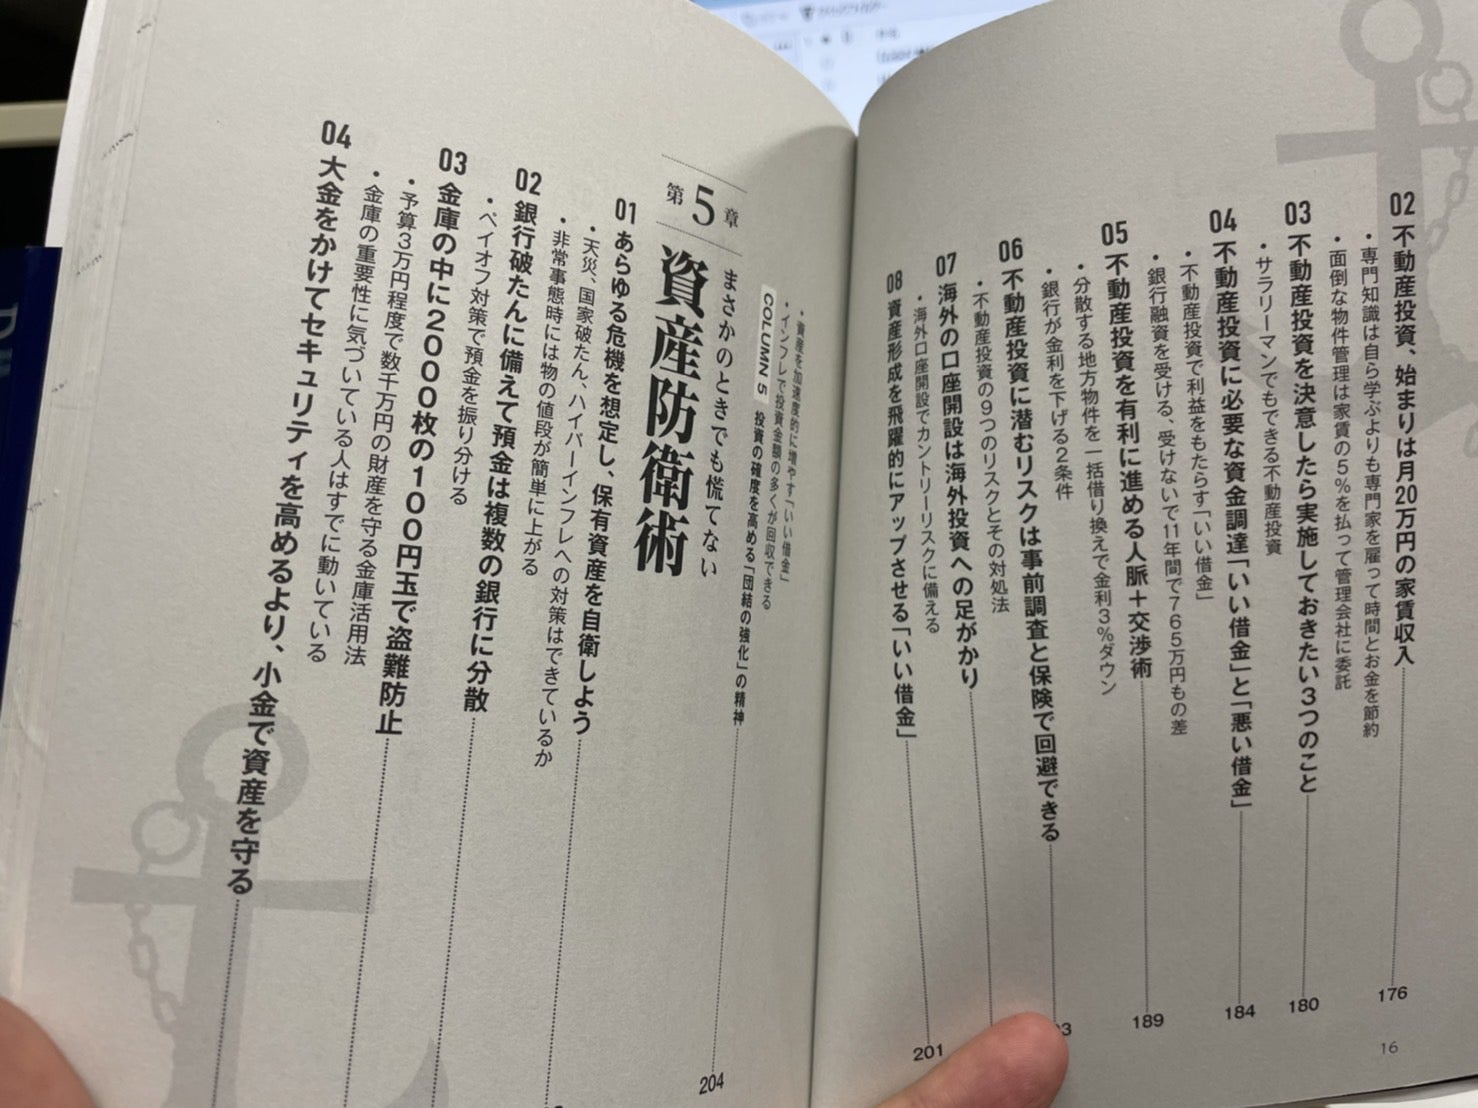 02 不動産投資、始まりは月20万円の家賃収入 176
・専門知識は自ら学ぶよりも専門家を雇って時間とお金を節約
・面倒な物件管理は家賃の5%を払って管理会社に委託
03 不動産投資を決意したら実施しておきたい3つのこと 180
・サラリーマンでもできる不動産投資
04 不動産投資に必要な資金調達「いい借金」と「悪い借金」 184
・不動産投資で利益をもたらす「いい借金」
・銀行融資を受ける、受けないで11年間で765万円もの差
05 不動産投資を有利に進める人脈+交渉術 189
・分散する地方物件を一括借り換えで金利3%ダウン
・銀行が金利を下げる2条件
06 不動産投資に潜むリスクは事前調査と保険で回避できる
・不動産投資の9つのリスクとその対処法
07 海外の口座開設は海外投資への足がかり
・海外口座開設でカントリーリスクに備える
08 資産形成を飛躍的にアップさせる「いい借金」 201
16
・資産を加速度的に増やす「いい借金」
・インフレで投資金額の多くが回収できる
COLUMN 5 投資の確度を高める「団結の強化」の精神 204
第5章 まさかのときでも慌てない
資産防衛術
01 あらゆる危機を想定し、保有資産を自衛しよう
・天災、国家破たん、ハイパーインフレへの対策はできているか
・非常事態時には物の値段が簡単に上がる
02 銀行破たんに備えて預金は複数の銀行に分散
・ペイオフ対策で預金を振り分ける
03 金庫の中に2000枚の100円玉で盗難防止
・予算3万円程度で数千万円の財産を守る金庫活用法
・金庫の重要性に気づいている人はすでに動いている
04 大金をかけてセキュリティを高めるより、小金で資産を守る